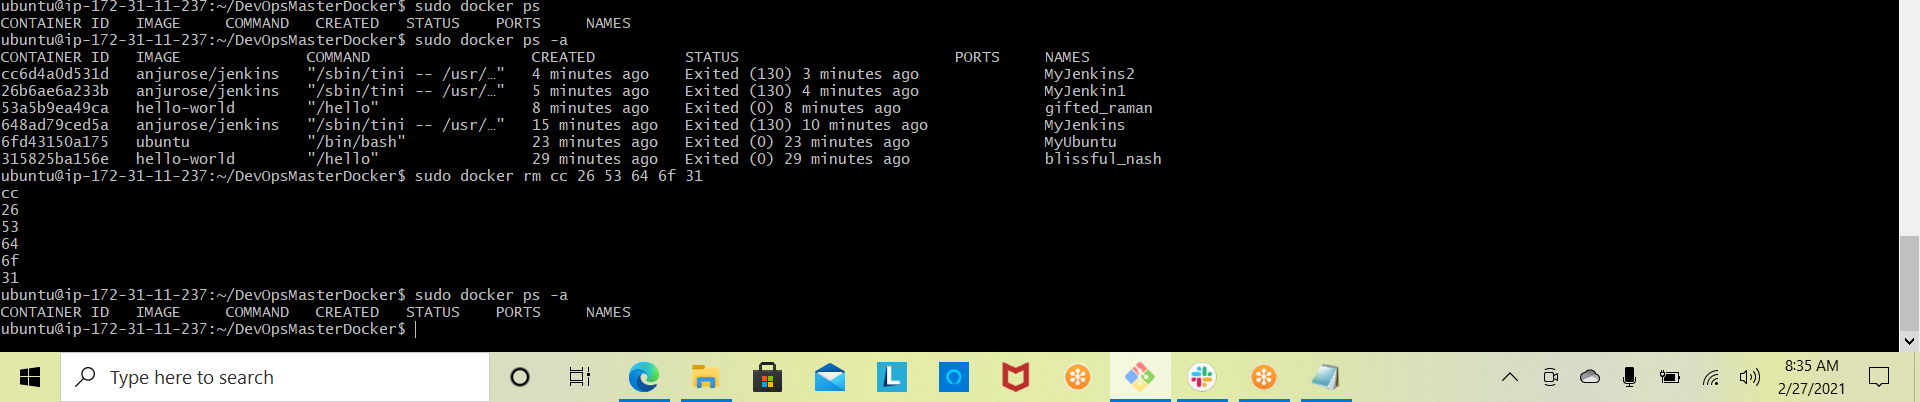 ubuntu@ip-172-31-11-237:~/DevOpsMasterDocker$ sudo docker ps
CONTAINER ID   IMAGE     COMMAND   CREATED   STATUS    PORTS     NAMES
ubuntu@ip-172-31-11-237:~/DevOpsMasterDocker$ sudo docker ps -a
CONTAINER ID   IMAGE              COMMAND                  CREATED          STATUS                        PORTS     NAMES
cc6d4a0d531d   anjurose/jenkins   "/sbin/tini -- /usr/…"   4 minutes ago    Exited (130) 3 minutes ago              MyJenkins2
26b6ae6a233b   anjurose/jenkins   "/sbin/tini -- /usr/…"   5 minutes ago    Exited (130) 4 minutes ago              MyJenkin1
53a5b9ea49ca   hello-world        "/hello"                 8 minutes ago    Exited (0) 8 minutes ago                gifted_raman
648ad79ced5a   anjurose/jenkins   "/sbin/tini -- /usr/…"   15 minutes ago   Exited (130) 10 minutes ago             MyJenkins
6fd43150a175   ubuntu             "/bin/bash"              23 minutes ago   Exited (0) 23 minutes ago               MyUbuntu
315825ba156e   hello-world        "/hello"                 29 minutes ago   Exited (0) 29 minutes ago               blissful_nash
ubuntu@ip-172-31-11-237:~/DevOpsMasterDocker$ sudo docker rm cc 26 53 64 6f 31
cc
26
53
64
6f
31
ubuntu@ip-172-31-11-237:~/DevOpsMasterDocker$ sudo docker ps -a
CONTAINER ID   IMAGE     COMMAND   CREATED   STATUS    PORTS     NAMES
ubuntu@ip-172-31-11-237:~/DevOpsMasterDocker$
Type here to search
L
8:35 AM
2/27/2021